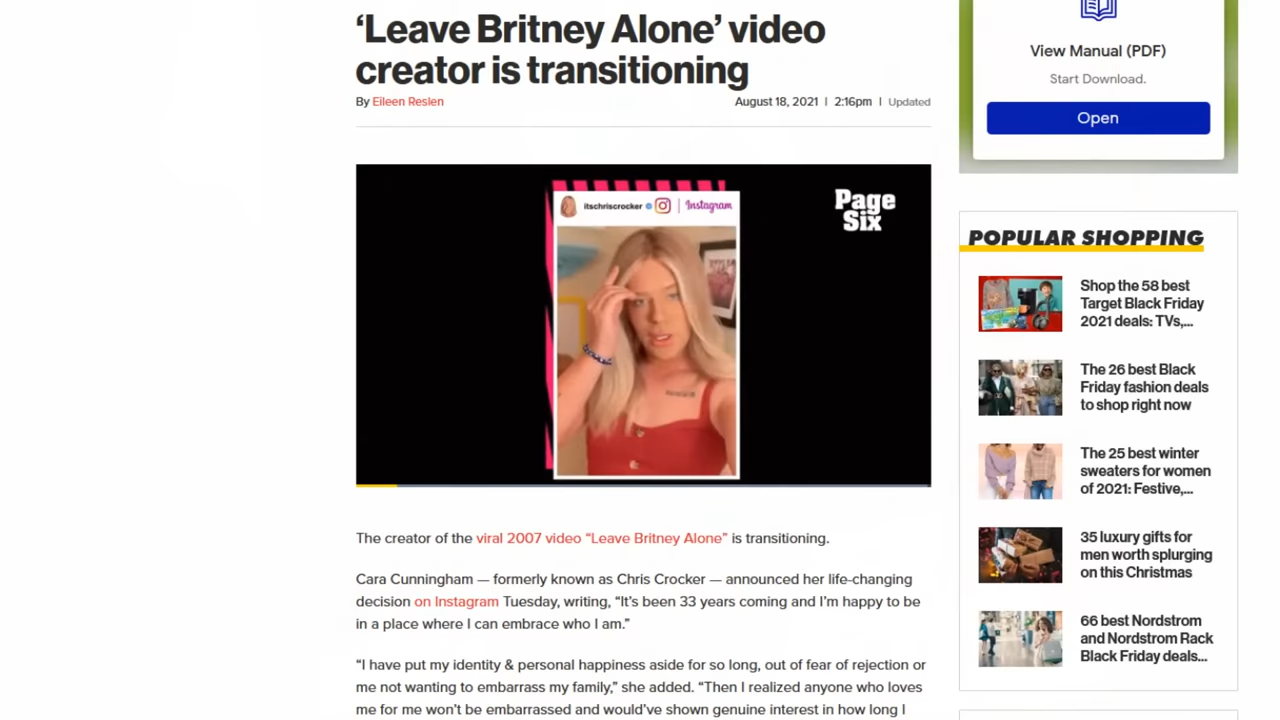 ‘Leave Britney Alone’ video
creator is transitioning
By Eileen Reslen
August 18, 2021 | 2:16pm | Updated
itschriscrocker
Instagram
Page
Six
The creator of the viral 2007 video “Leave Britney Alone” is transitioning.
Cara Cunningham — formerly known as Chris Crocker — announced her life-changing
decision on Instagram Tuesday, writing, “It’s been 33 years coming and I’m happy to be
in a place where I can embrace who I am.”
“I have put my identity & personal happiness aside for so long, out of fear of rejection or
me not wanting to embarrass my family,” she added. “Then I realized anyone who loves
me for me won’t be embarrassed and would’ve shown genuine interest in how long I
View Manual (PDF)
Start Download.
Open
POPULAR SHOPPING
Shop the 58 best
Target Black Friday
2021 deals: TVs,...
The 26 best Black
Friday fashion deals
to shop right now
The 25 best winter
sweaters for women
of 2021: Festive,...
35 luxury gifts for
men worth splurging
on this Christmas
66 best Nordstrom
and Nordstrom Rack
Black Friday deals...